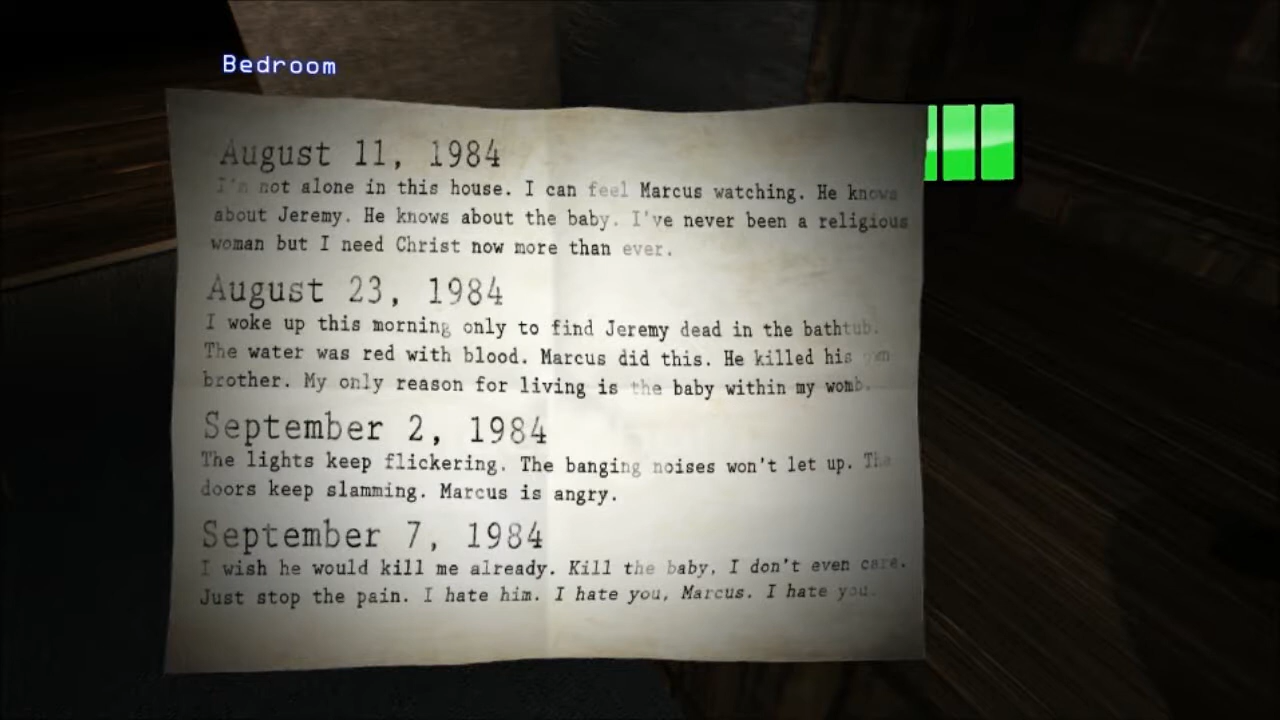 Bedroom
August 11, 1984
I'm not alone in this house. I can feel Marcus watching. He knows
about Jeremy. He knows about the baby. I've never been a religious
woman but I need Christ now more than ever.
August 23, 1984
I woke up this morning only to find Jeremy dead in the bathtub.
The water was red with blood. Marcus did this. He killed his own
brother. My only reason for living is the baby within my womb.
September 2, 1984
The lights keep flickering. The banging noises won't let up. The
doors keep slamming. Marcus is angry.
September 7, 1984
I wish he would kill me already. Kill the baby, I don't even care.
Just stop the pain. I hate him. I hate you, Marcus. I hate you.